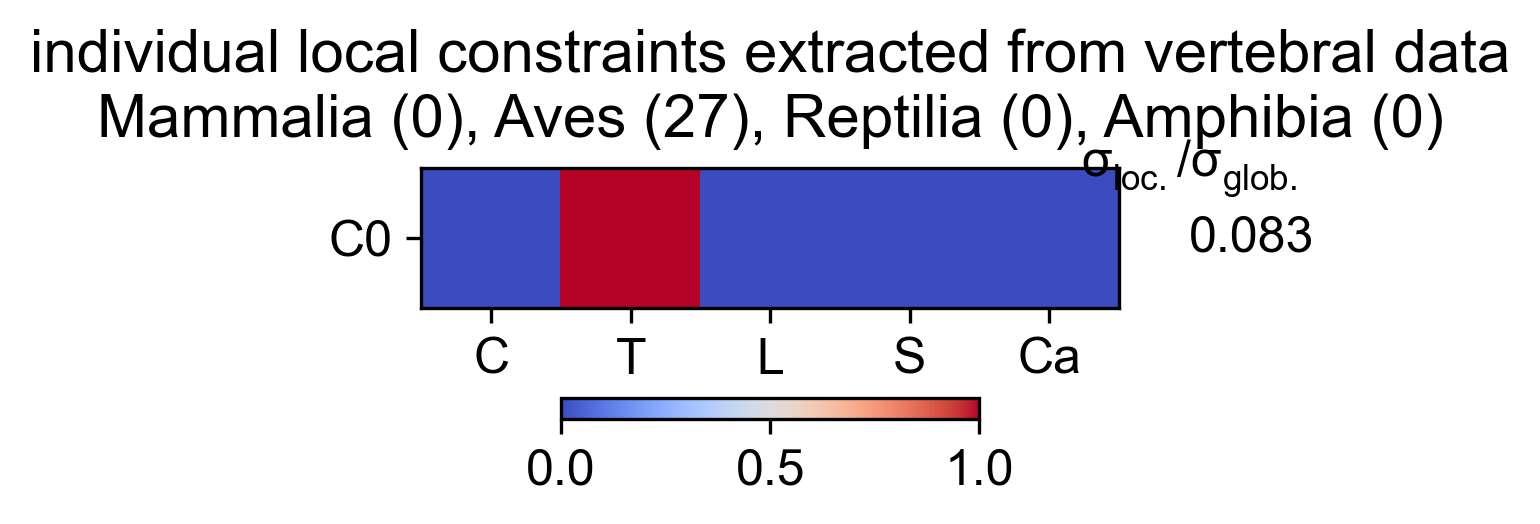 individual local constraints extracted from vertebral data
Mammalia (0), Aves (27), Reptilia (0), Amphibia (0)
σloc. /σglob.
C0
0.083
C T L S Ca
0.0 0.5 1.0